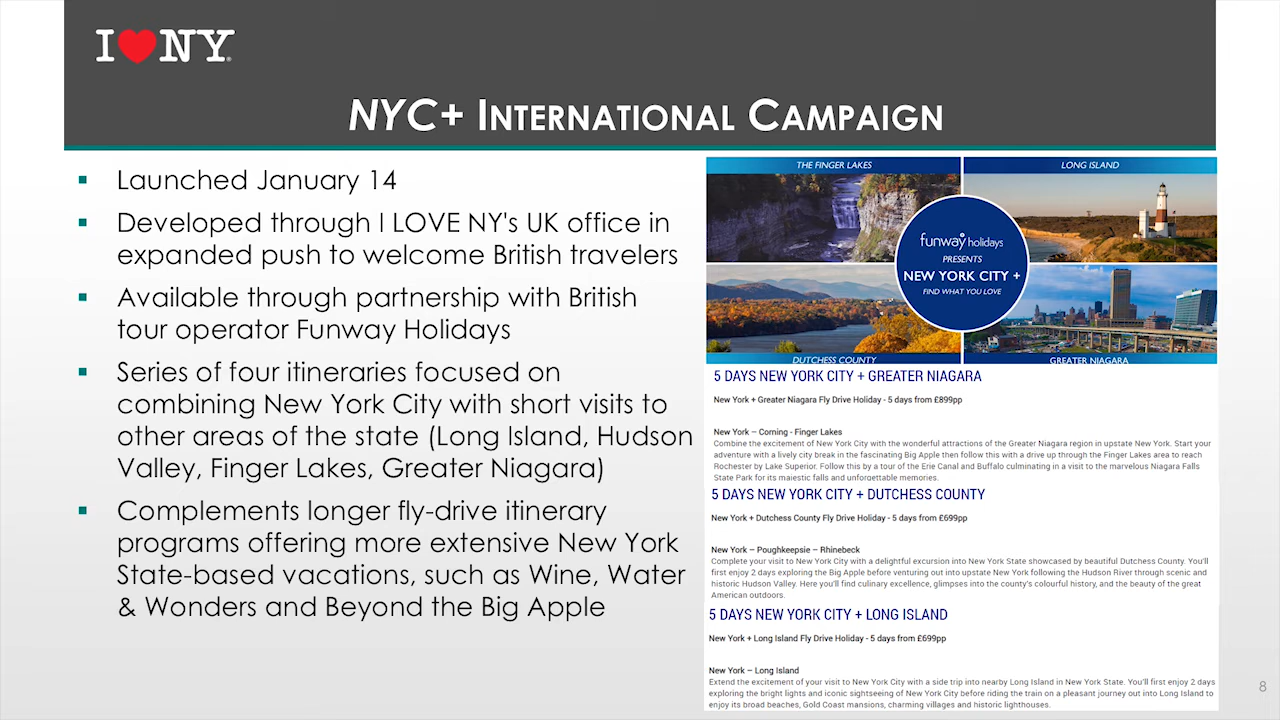 I NY®
NYC+ INTERNATIONAL CAMPAIGN
▪ Launched January 14
▪ Developed through I LOVE NY's UK office in
expanded push to welcome British travelers
▪ Available through partnership with British
tour operator Funway Holidays
▪ Series of four itineraries focused on
combining New York City with short visits to
other areas of the state (Long Island, Hudson
Valley, Finger Lakes, Greater Niagara)
▪ Complements longer fly-drive itinerary
programs offering more extensive New York
State-based vacations, such as Wine, Water
& Wonders and Beyond the Big Apple
THE FINGER LAKES
LONG ISLAND
funway holidays
PRESENTS
NEW YORK CITY +
FIND WHAT YOU LOVE
DUTCHESS COUNTY
GREATER NIAGARA
5 DAYS NEW YORK CITY + GREATER NIAGARA
New York + Greater Niagara Fly Drive Holiday - 5 days from £899pp
New York – Corning - Finger Lakes
Combine the excitement of New York City with the wonderful attractions of the Greater Niagara region in upstate New York. Start your
adventure with a lively city break in the fascinating Big Apple then follow this with a drive up through the Finger Lakes area to reach
Rochester by Lake Superior. Follow this by a tour of the Erie Canal and Buffalo culminating in a visit to the marvelous Niagara Falls
State Park for its majestic falls and unforgettable memories.
5 DAYS NEW YORK CITY + DUTCHESS COUNTY
New York + Dutchess County Fly Drive Holiday - 5 days from £699pp
New York – Poughkeepsie – Rhinebeck
Complete your visit to New York City with a delightful excursion into New York State showcased by beautiful Dutchess County. You'll
first enjoy 2 days exploring the Big Apple before venturing out into upstate New York following the Hudson River through scenic and
historic Hudson Valley. Here you'll find culinary excellence, glimpses into the county's colourful history, and the beauty of the great
American outdoors.
5 DAYS NEW YORK CITY + LONG ISLAND
New York + Long Island Fly Drive Holiday - 5 days from £699pp
New York – Long Island
Extend the excitement of your visit to New York City with a side trip into nearby Long Island in New York State. You'll first enjoy 2 days
exploring the bright lights and iconic sightseeing of New York City before riding the train on a pleasant journey out into Long Island to
enjoy its broad beaches, Gold Coast mansions, charming villages and historic lighthouses.
8